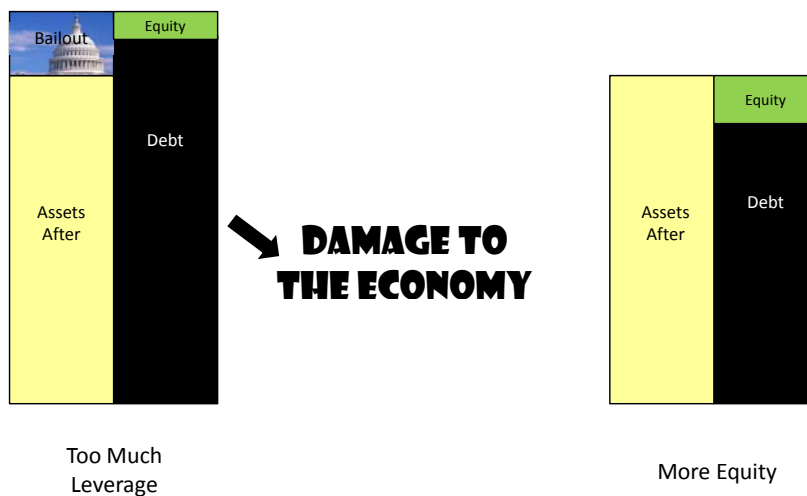 Bailout
Equity
Debt
Assets
After
DAMAGE TO
THE ECONOMY
Equity
Debt
Assets
After
Too Much
Leverage
More Equity